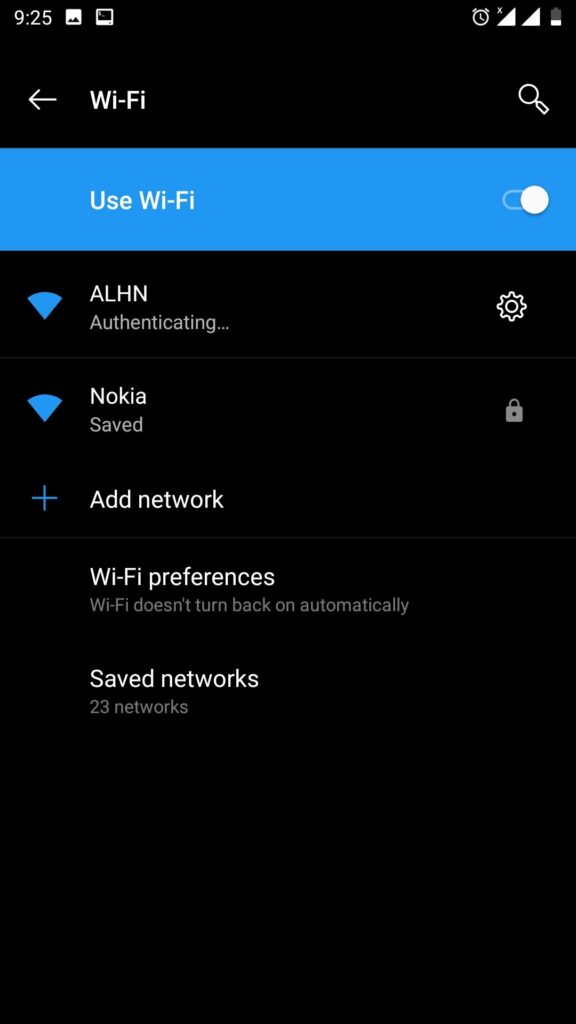 9:25
Wi-Fi
Use Wi-Fi
ALHN
Authenticating…
Nokia
Saved
Add network
Wi-Fi preferences
Wi-Fi doesn't turn back on automatically
Saved networks
23 networks